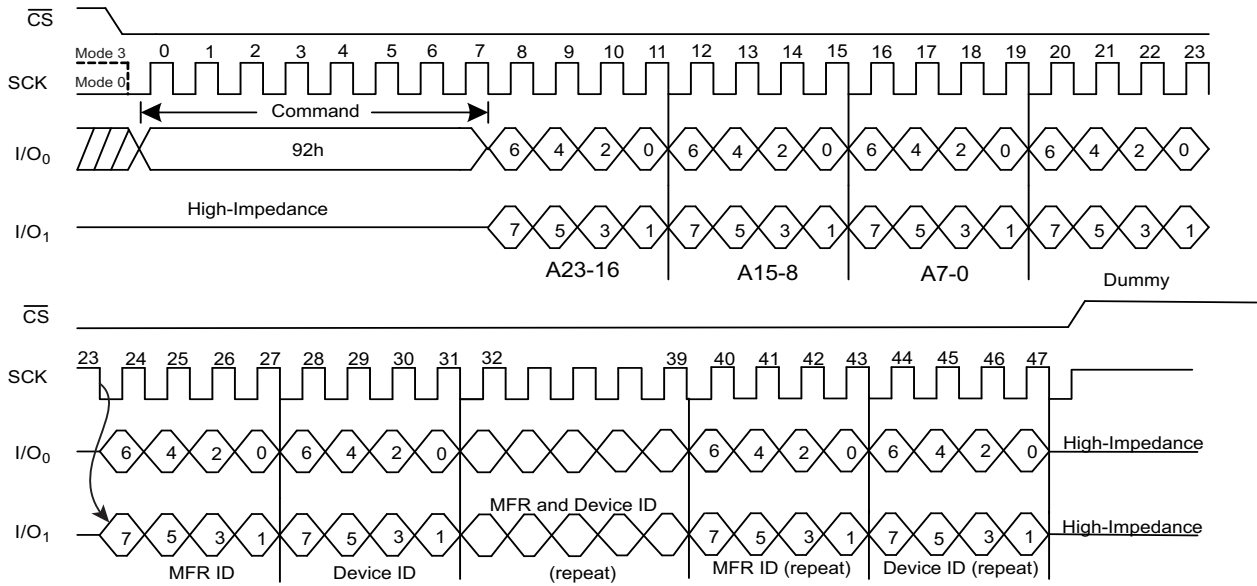 CS
Mode 3 0 1 2 3 4 5 6 7 8 9 10 11 12 13 14 15 16 17 18 19 20 21 22 23
SCK Mode 0
Command
I/O0 92h 6 4 2 0 6 4 2 0 6 4 2 0 6 4 2 0
High-Impedance
I/O1 7 5 3 1 7 5 3 1 7 5 3 1 7 5 3 1
A23-16 A15-8 A7-0 Dummy
CS
23 24 25 26 27 28 29 30 31 32 39 40 41 42 43 44 45 46 47
SCK
I/O0 6 4 2 0 6 4 2 0 6 4 2 0 6 4 2 0 High-Impedance
MFR and Device ID
I/O1 7 5 3 1 7 5 3 1 7 5 3 1 7 5 3 1 High-Impedance
MFR ID Device ID (repeat) MFR ID (repeat) Device ID (repeat)